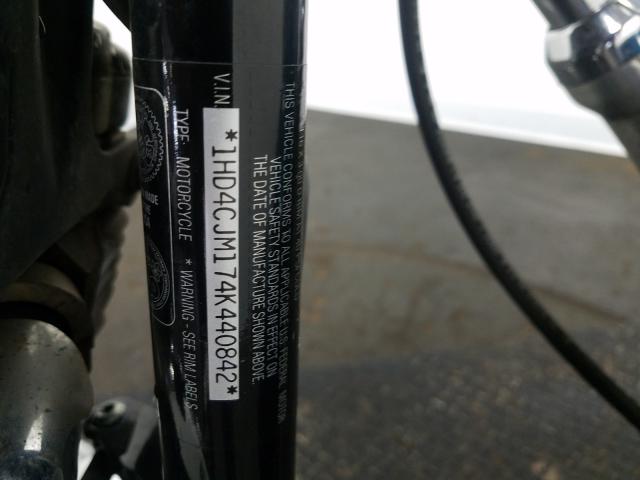 THIS VEHICLE CONFORMS TO ALL APPLICABLE U.S. FEDERAL MOTOR
VEHICLE SAFETY STANDARDS IN EFFECT ON
THE DATE OF MANUFACTURE SHOWN ABOVE.
V.I.N.
*1HD4CJM174K440842*
TYPE: MOTORCYCLE * WARNING - SEE RIM LABELS